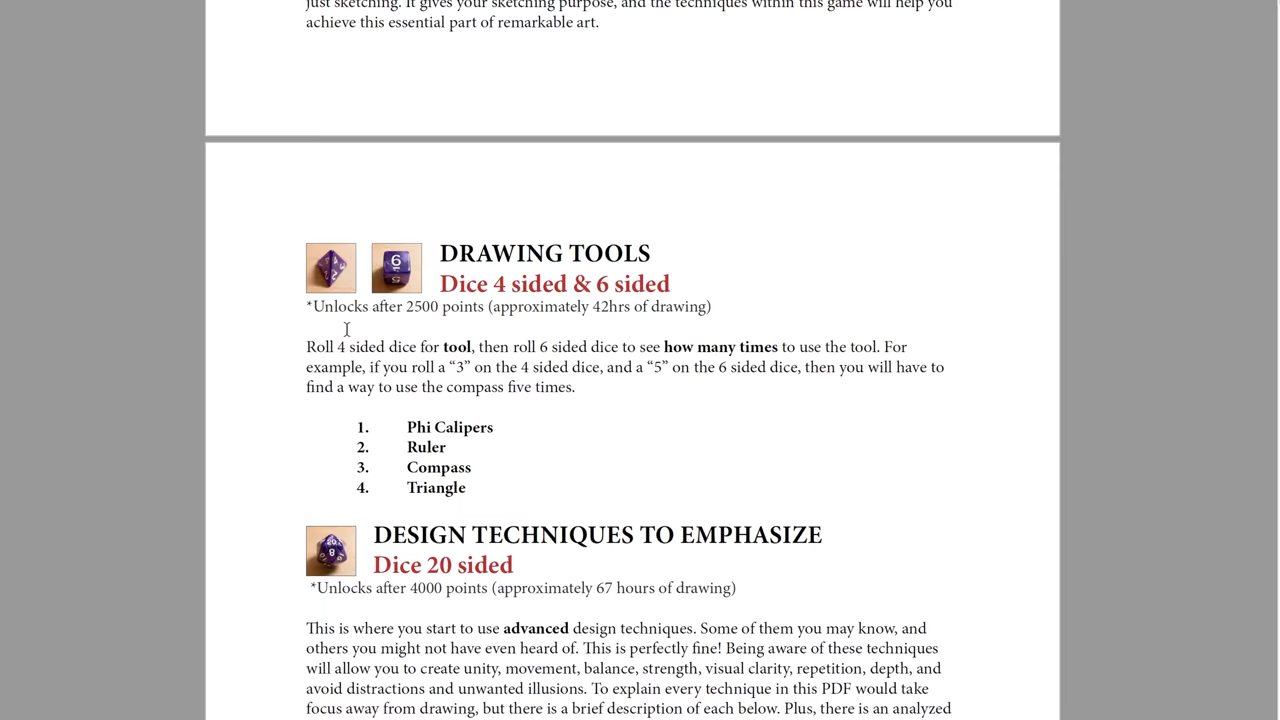 just sketching. It gives your sketching purpose, and the techniques within this game will help you
achieve this essential part of remarkable art.
DRAWING TOOLS
Dice 4 sided & 6 sided
*Unlocks after 2500 points (approximately 42hrs of drawing)
Roll 4 sided dice for tool, then roll 6 sided dice to see how many times to use the tool. For
example, if you roll a “3” on the 4 sided dice, and a “5” on the 6 sided dice, then you will have to
find a way to use the compass five times.
1. Phi Calipers
2. Ruler
3. Compass
4. Triangle
DESIGN TECHNIQUES TO EMPHASIZE
Dice 20 sided
*Unlocks after 4000 points (approximately 67 hours of drawing)
This is where you start to use advanced design techniques. Some of them you may know, and
others you might not have even heard of. This is perfectly fine! Being aware of these techniques
will allow you to create unity, movement, balance, strength, visual clarity, repetition, depth, and
avoid distractions and unwanted illusions. To explain every technique in this PDF would take
focus away from drawing, but there is a brief description of each below. Plus, there is an analyzed